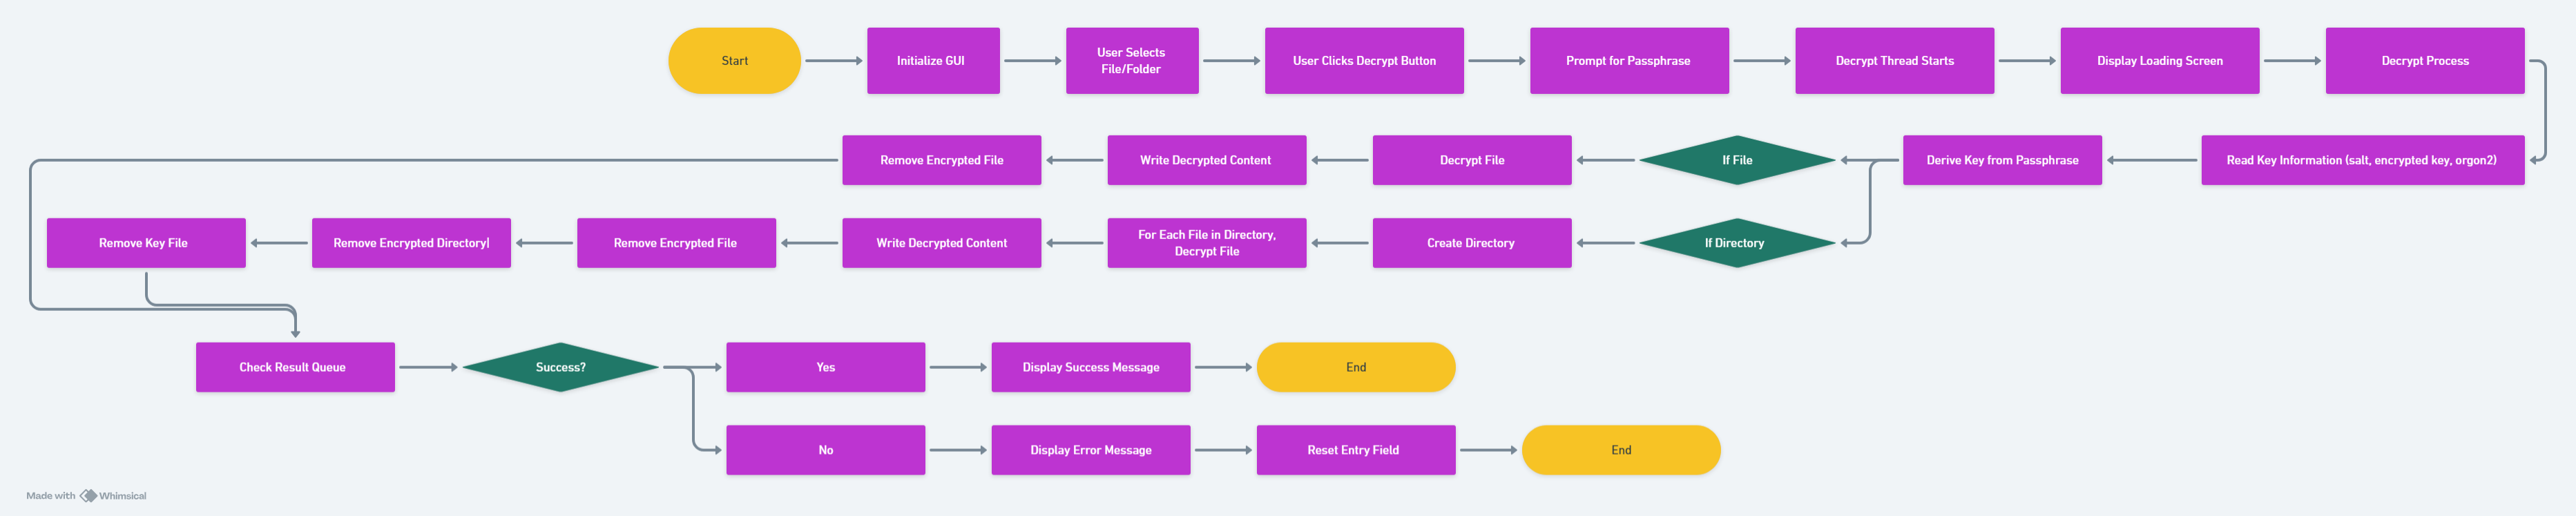 Start
Initialize GUI
User Selects
File/Folder
User Clicks Decrypt Button
Prompt for Passphrase
Decrypt Thread Starts
Display Loading Screen
Decrypt Process
Read Key Information (salt, encrypted key, orgon2)
Derive Key from Passphrase
If File
Decrypt File
Write Decrypted Content
Remove Encrypted File
If Directory
Create Directory
For Each File in Directory,
Decrypt File
Write Decrypted Content
Remove Encrypted File
Remove Encrypted Directory|
Remove Key File
Check Result Queue
Success?
Yes
Display Success Message
End
No
Display Error Message
Reset Entry Field
End
Made with Whimsical